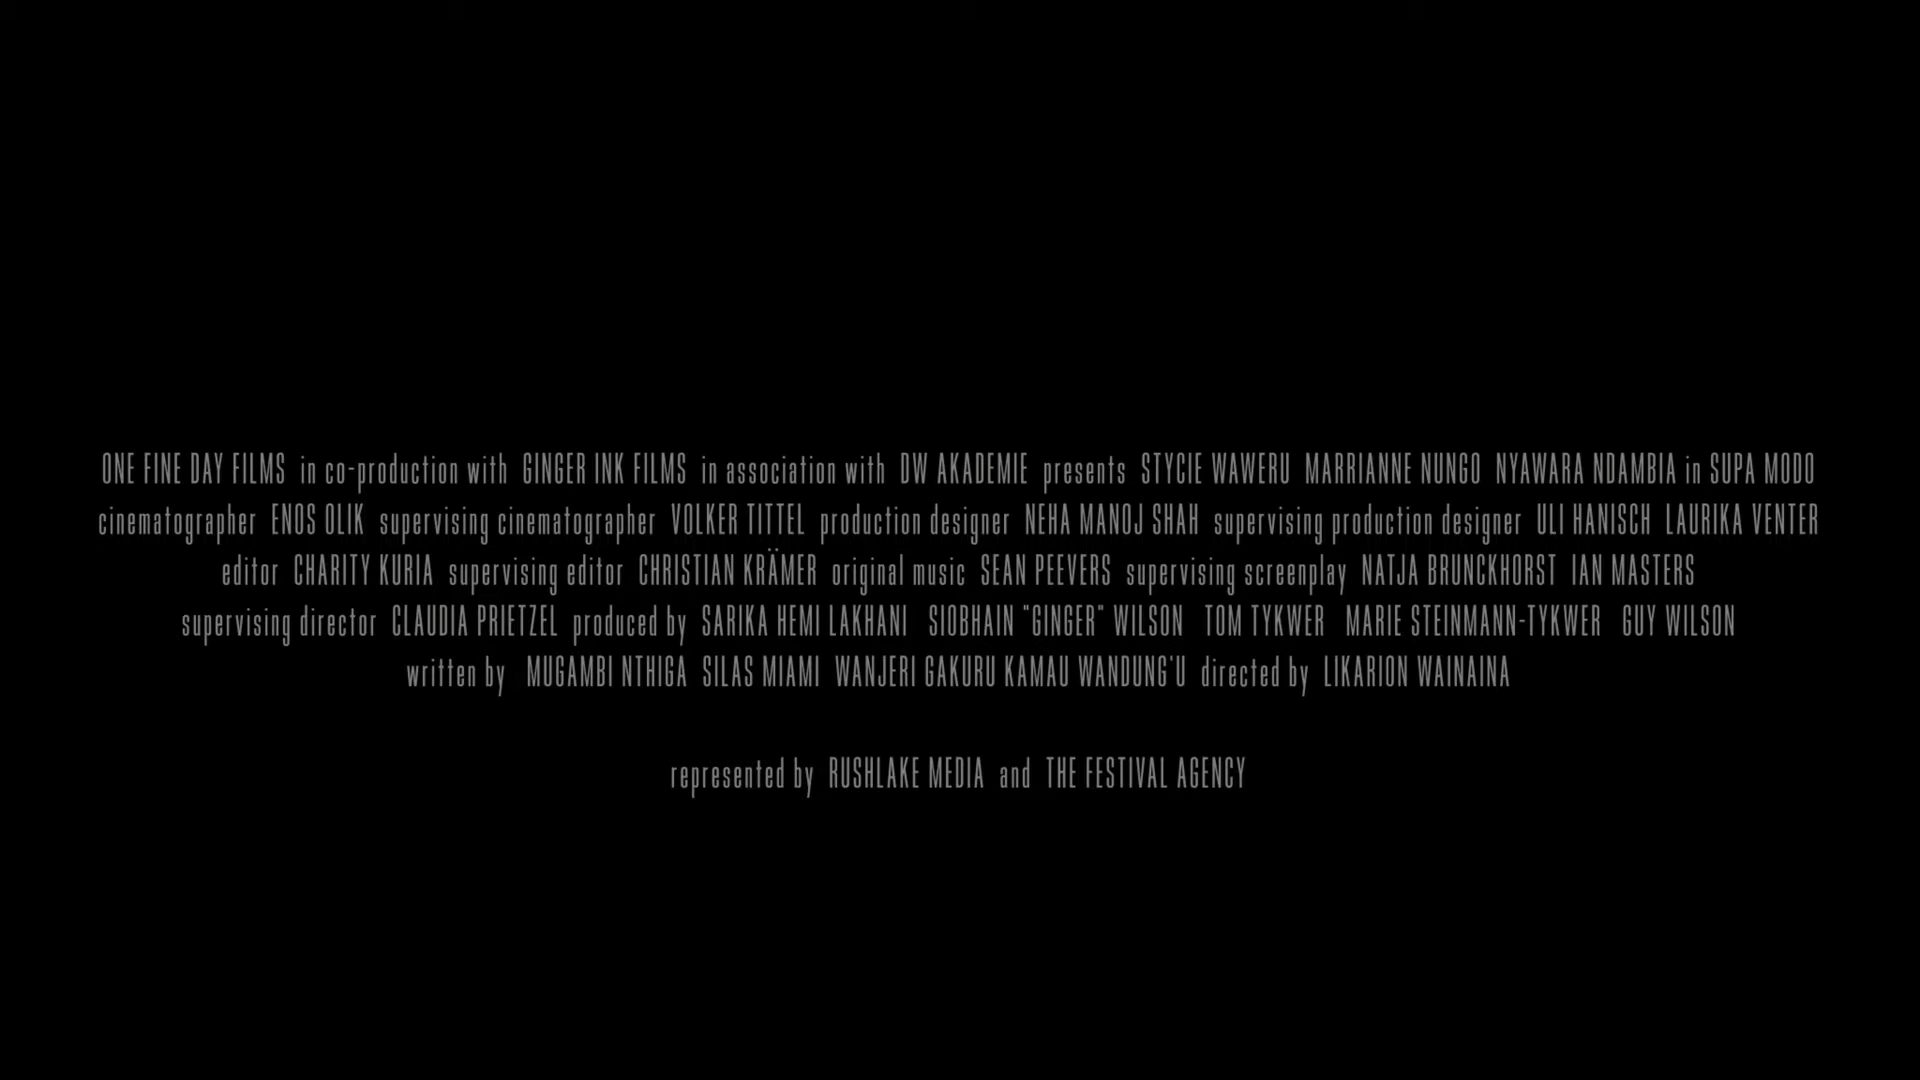 ONE FINE DAY FILMS in co-production with GINGER INK FILMS in association with DW AKADEMIE presents STYCIE WAWERU MARRIANNE NUNGO NYAWARA NDAMBIA in SUPA MODO
cinematographer ENOS OLIK supervising cinematographer VOLKER TITTEL production designer NEHA MANOJ SHAH supervising production designer ULI HANISCH LAURIKA VENTER
editor CHARITY KURIA supervising editor CHRISTIAN KRÄMER original music SEAN PEEVERS supervising screenplay NATJA BRUNCKHORST IAN MASTERS
supervising director CLAUDIA PRIETZEL produced by SARIKA HEMI LAKHANI SIOBHAIN "GINGER" WILSON TOM TYKWER MARIE STEINMANN-TYKWER GUY WILSON
written by MUGAMBI NTHIGA SILAS MIAMI WANJERI GAKURU KAMAU WANDUNG'U directed by LIKARION WAINAINA
represented by RUSHLAKE MEDIA and THE FESTIVAL AGENCY